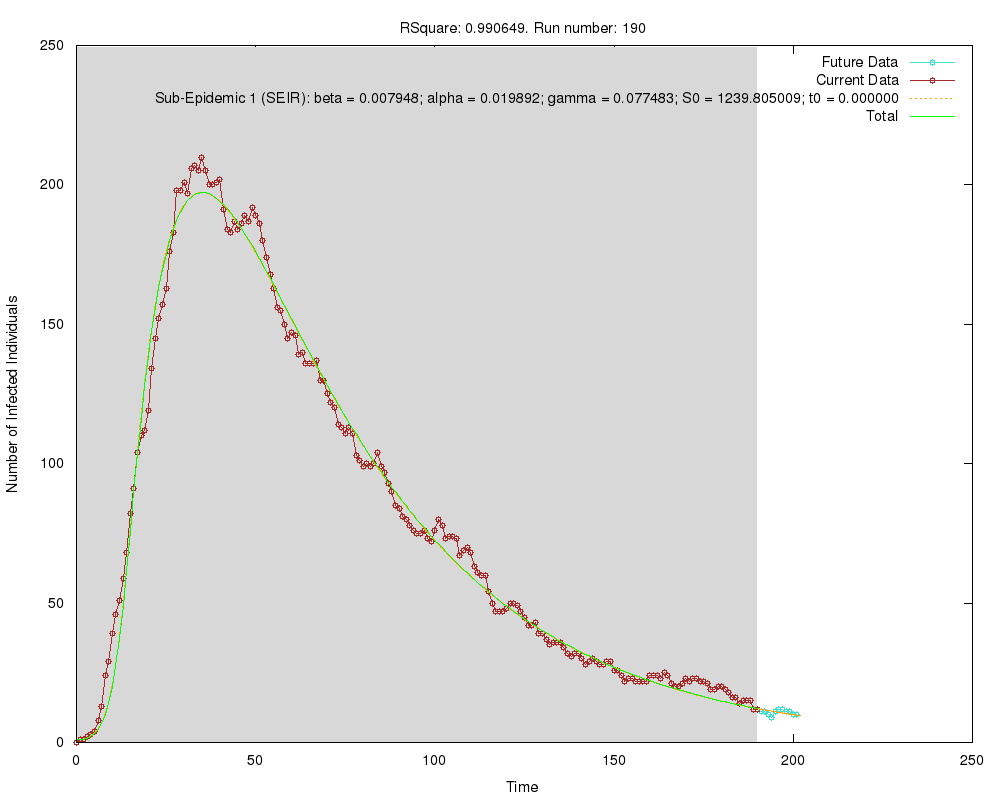 RSquare: 0.990649. Run number: 190
250
200
150
100
50
0
Number of Infected Individuals
Future Data
Current Data
Sub-Epidemic 1 (SEIR): beta = 0.007948; alpha = 0.019892; gamma = 0.077483; S0 = 1239.805009; t0 = 0.000000
Total
0 50 100 150 200 250
Time